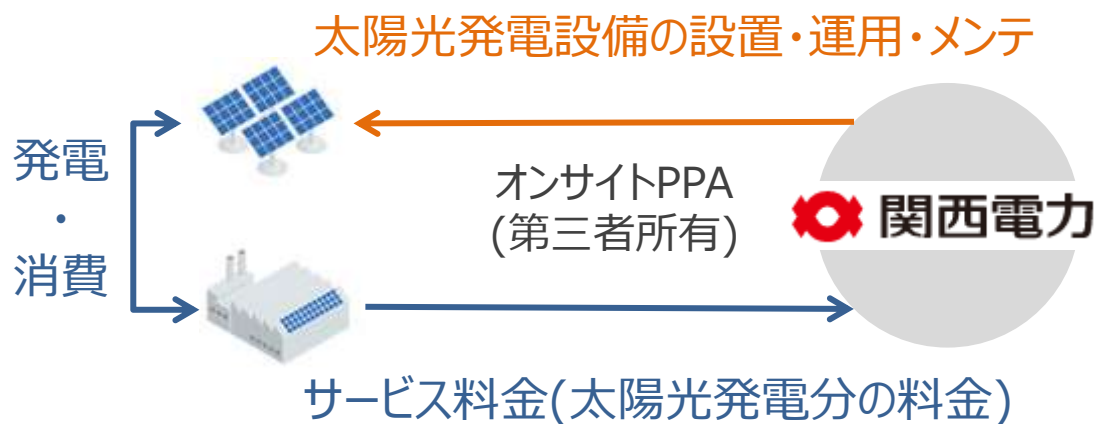 太陽光発電設備の設置・運用・メンテ
発電
・
消費
オンサイトPPA
(第三者所有)
関西電力
サービス料金(太陽光発電分の料金)